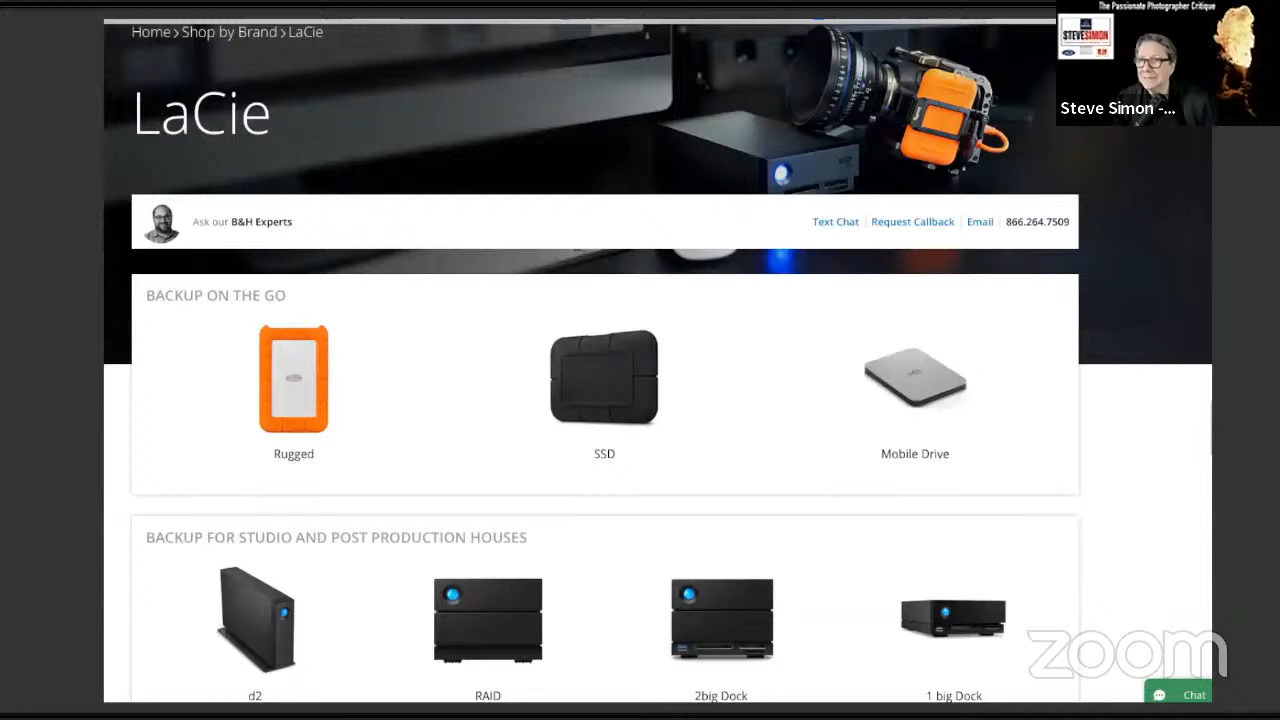 The Passionate Photographer Critique
STEVESIMON
Steve Simon -...
Home › Shop by Brand › LaCie
LaCie
Ask our B&H Experts
Text Chat | Request Callback | Email | 866.264.7509
BACKUP ON THE GO
Rugged
SSD
Mobile Drive
BACKUP FOR STUDIO AND POST PRODUCTION HOUSES
d2
RAID
2big Dock
1 big Dock
zoom
Chat